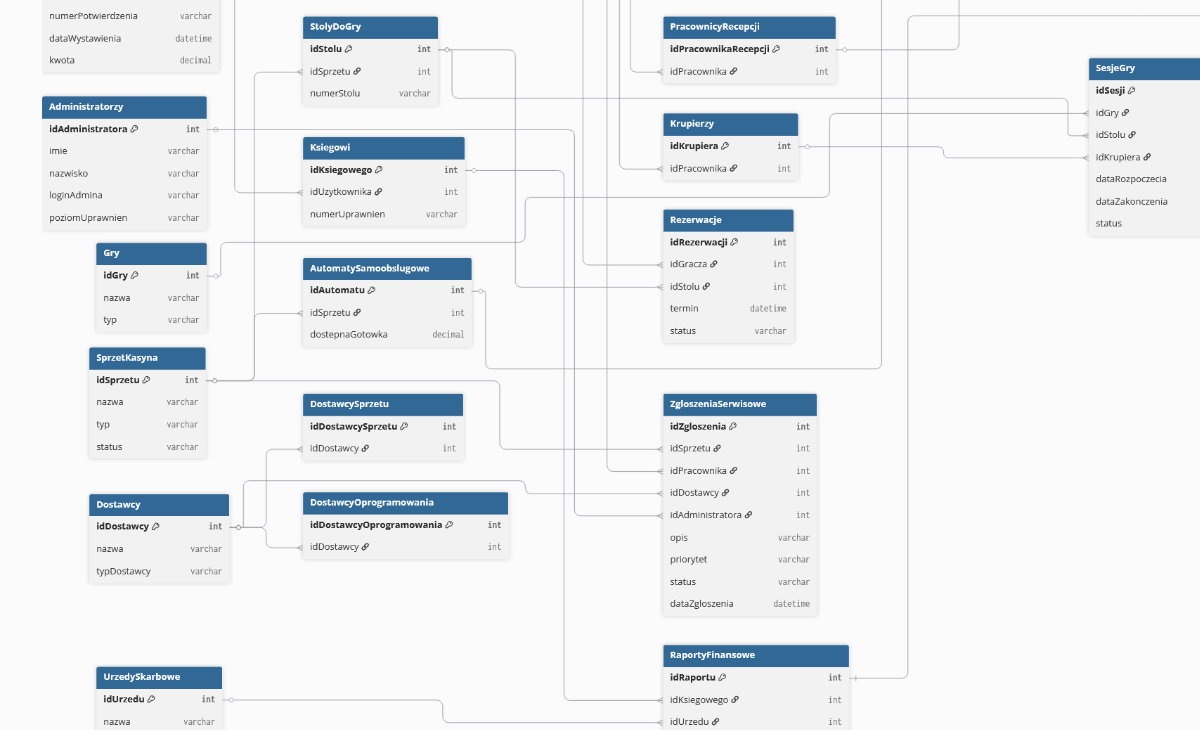 numerPotwierdzenia varchar
dataWystawienia datetime
kwota decimal
Administratorzy
idAdministratora int
imie varchar
nazwisko varchar
loginAdmina varchar
poziomUprawnien varchar
Gry
idGry int
nazwa varchar
typ varchar
SprzetKasyna
idSprzetu int
nazwa varchar
typ varchar
status varchar
Dostawcy
idDostawcy int
nazwa varchar
typDostawcy varchar
UrzedySkarbowe
idUrzedu int
nazwa varchar
StolyDoGry
idStolu int
idSprzetu int
numerStolu varchar
Ksiegowi
idKsiegowego int
idUzytkownika int
numerUprawnien varchar
AutomatySamoobslugowe
idAutomatu int
idSprzetu int
dostepnaGotowka decimal
DostawcySprzetu
idDostawcySprzetu int
idDostawcy int
DostawcyOprogramowania
idDostawcyOprogramowania int
idDostawcy int
PracownicyRecepcji
idPracownikaRecepcji int
idPracownika int
Krupierzy
idKrupiera int
idPracownika int
Rezerwacje
idRezerwacji int
idGracza int
idStolu int
termin datetime
status varchar
ZgloszeniaSerwisowe
idZgloszenia int
idSprzetu int
idPracownika int
idDostawcy int
idAdministratora int
opis varchar
priorytet varchar
status varchar
dataZgloszenia datetime
RaportyFinansowe
idRaportu int
idKsiegowego int
idUrzedu int
SesjeGry
idSesji
idGry
idStolu
idKrupiera
dataRozpoczecia
dataZakonczenia
status